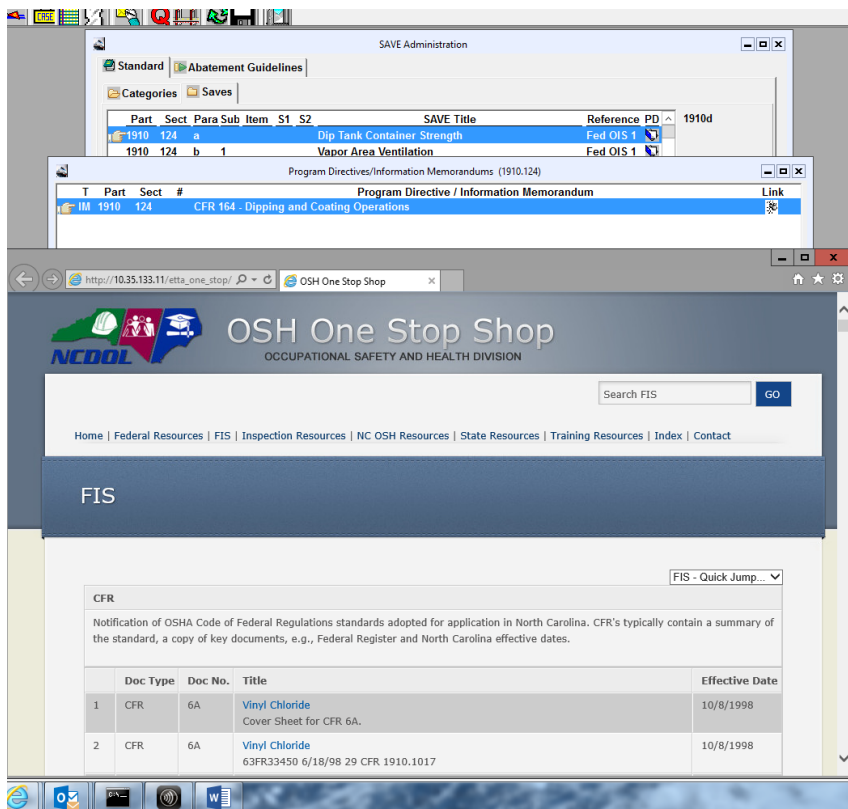 CASE
SAVE Administration
Standard Abatement Guidelines
Categories Saves
Part Sect Para Sub Item S1 S2 SAVE Title Reference PD 1910d
1910 124 a Dip Tank Container Strength Fed OIS 1
1910 124 b 1 Vapor Area Ventilation Fed OIS 1
Program Directives/Information Memorandums (1910.124)
T Part Sect # Program Directive / Information Memorandum Link
IM 1910 124 CFR 164 - Dipping and Coating Operations
http://10.35.133.11/etta_one_stop/ OSH One Stop Shop
NCDOL
OSH One Stop Shop
OCCUPATIONAL SAFETY AND HEALTH DIVISION
Search FIS GO
Home | Federal Resources | FIS | Inspection Resources | NC OSH Resources | State Resources | Training Resources | Index | Contact
FIS
FIS - Quick Jump...
CFR
Notification of OSHA Code of Federal Regulations standards adopted for application in North Carolina. CFR's typically contain a summary of
the standard, a copy of key documents, e.g., Federal Register and North Carolina effective dates.
Doc Type Doc No. Title Effective Date
1 CFR 6A Vinyl Chloride 10/8/1998
Cover Sheet for CFR 6A.
2 CFR 6A Vinyl Chloride 10/8/1998
63FR33450 6/18/98 29 CFR 1910.1017